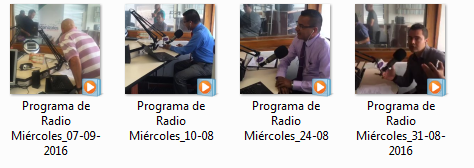 Programa de
Radio
Miércoles_07-09-
2016
Programa de
Radio
Miércoles_10-08
Programa de
Radio
Miércoles_24-08
Programa de
Radio
Miércoles_31-08-
2016